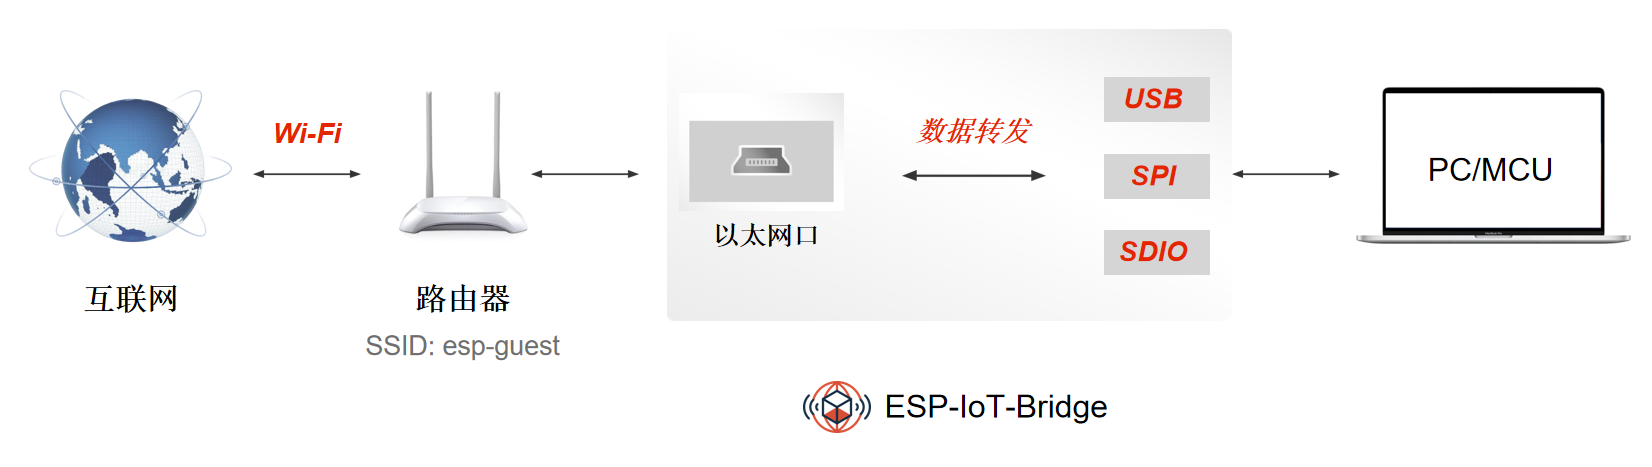 Wi-Fi
互联网
路由器
SSID: esp-guest
以太网口
数据转发
USB
SPI
SDIO
PC/MCU
ESP-IoT-Bridge